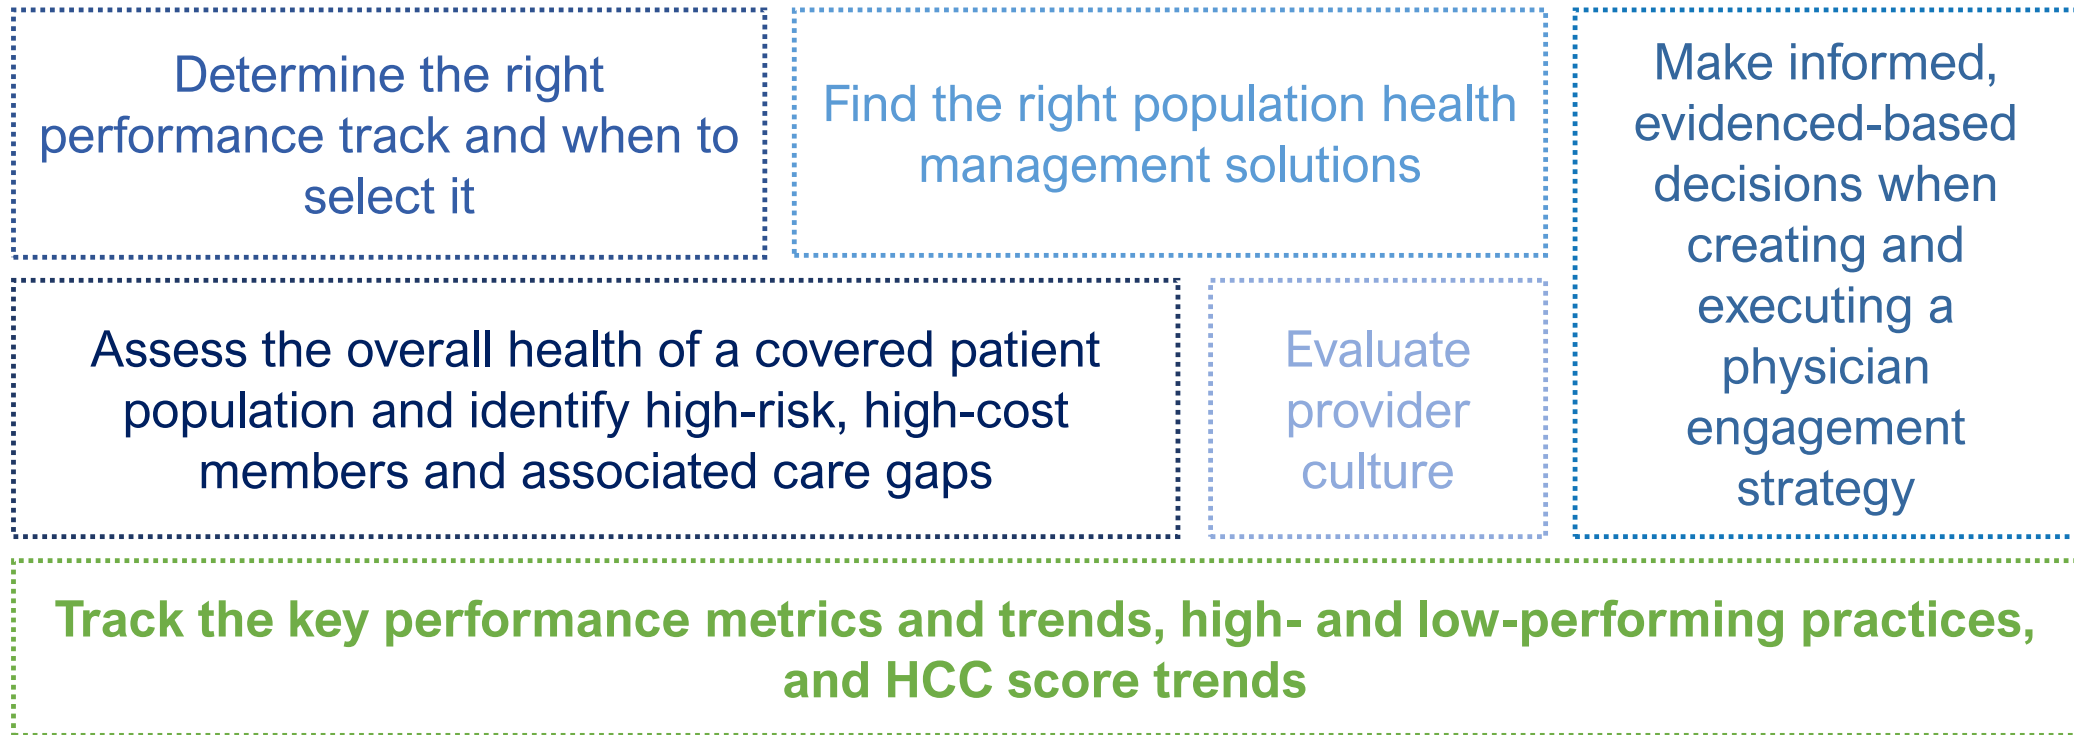 Determine the right
performance track and when to
select it
Find the right population health
management solutions
Make informed,
evidenced-based
decisions when
creating and
executing a
physician
engagement
strategy
Assess the overall health of a covered patient
population and identify high-risk, high-cost
members and associated care gaps
Evaluate
provider
culture
Track the key performance metrics and trends, high- and low-performing practices,
and HCC score trends